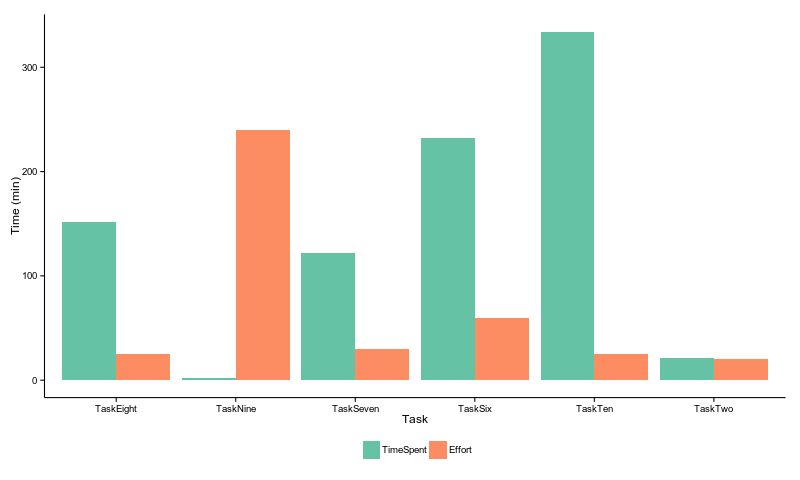 300
200
100
0
Time (min)
TaskEight TaskNine TaskSeven TaskSix TaskTen TaskTwo
Task
TimeSpent Effort